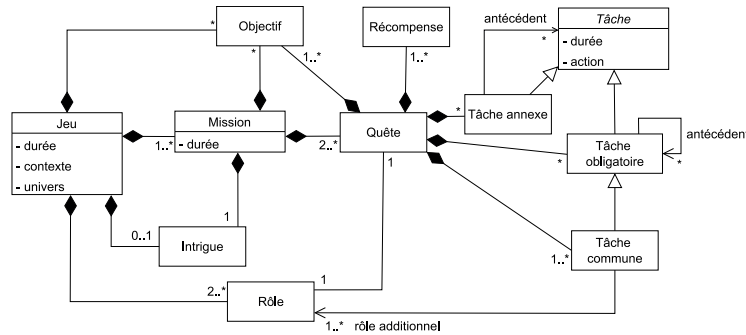 Objectif
Récompense
antécédent
Tâche
- durée
- action
*
*
1..*
1..*
*
Jeu
- durée
- contexte
- univers
Mission
- durée
Quête
Tâche annexe
*
1..*
2..*
1
Tâche
obligatoire
antécédent
*
*
0..1
1
Intrigue
Tâche
commune
1..*
1
2..*
Rôle
1..* rôle additionnel